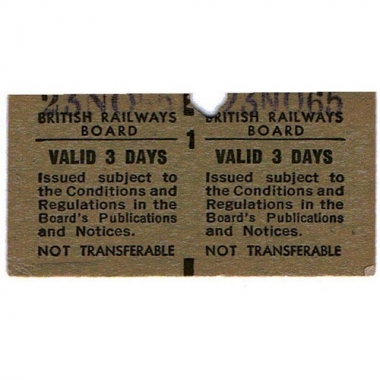 23NO65 23NO65
BRITISH RAILWAYS BRITISH RAILWAYS
BOARD BOARD
1
VALID 3 DAYS VALID 3 DAYS
Issued subject to Issued subject to
the Conditions and the Conditions and
Regulations in the Regulations in the
Board's Publications Board's Publications
and Notices. and Notices.
NOT TRANSFERABLE NOT TRANSFERABLE